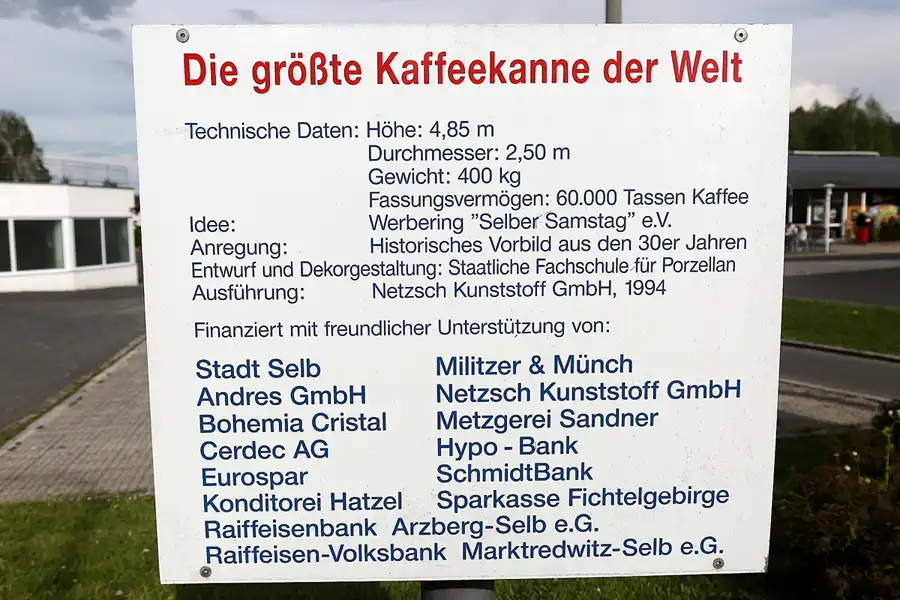 Die größte Kaffeekanne der Welt
Technische Daten: Höhe: 4,85 m
Durchmesser: 2,50 m
Gewicht: 400 kg
Fassungsvermögen: 60.000 Tassen Kaffee
Idee: Werbering ”Selber Samstag” e.V.
Anregung: Historisches Vorbild aus den 30er Jahren
Entwurf und Dekorgestaltung: Staatliche Fachschule für Porzellan
Ausführung: Netzsch Kunststoff GmbH, 1994
Finanziert mit freundlicher Unterstützung von:
Stadt Selb Militzer & Münch
Andres GmbH Netzsch Kunststoff GmbH
Bohemia Cristal Metzgerei Sandner
Cerdec AG Hypo - Bank
Eurospar SchmidtBank
Konditorei Hatzel Sparkasse Fichtelgebirge
Raiffeisenbank Arzberg-Selb e.G.
Raiffeisen-Volksbank Marktredwitz-Selb e.G.